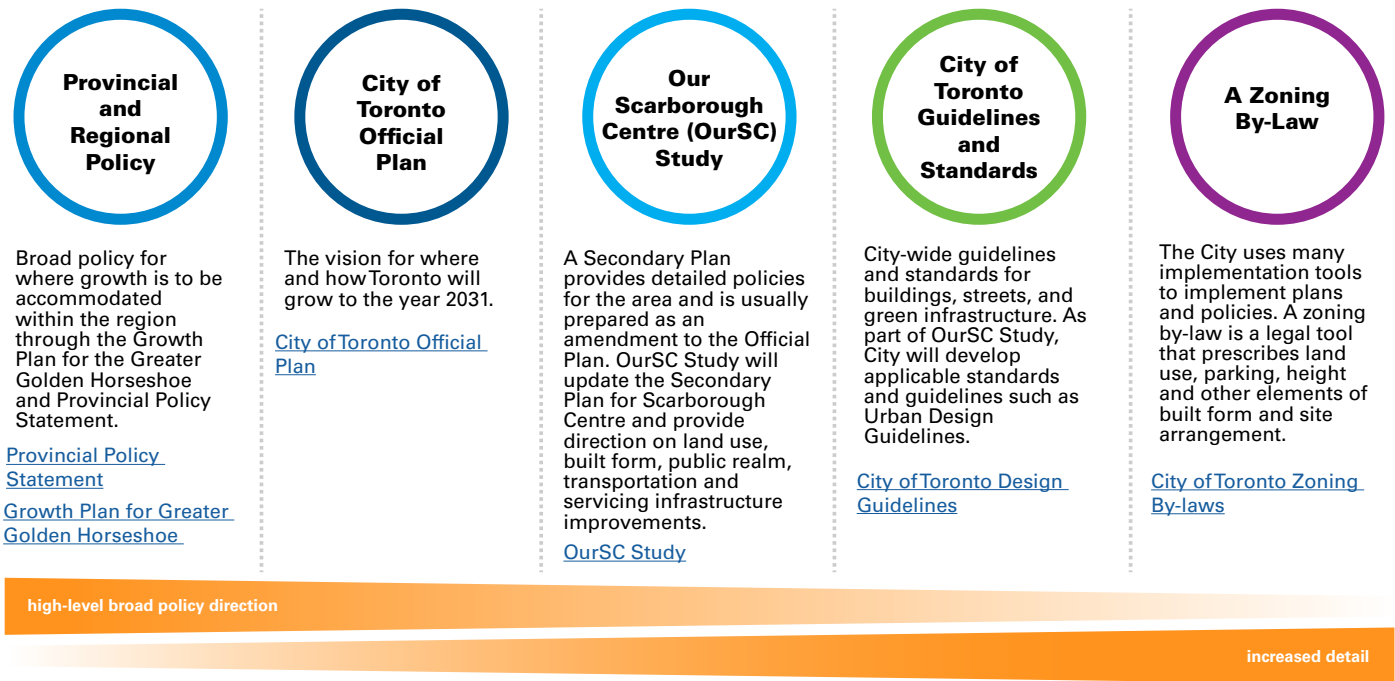 Provincial
and
Regional
Policy
Broad policy for
where growth is to be
accommodated
within the region
through the Growth
Plan for the Greater
Golden Horseshoe
and Provincial Policy
Statement.
Provincial Policy
Statement
Growth Plan for Greater
Golden Horseshoe
City of
Toronto
Official
Plan
The vision for where
and how Toronto will
grow to the year 2031.
City of Toronto Official
Plan
Our
Scarborough
Centre (OurSC)
Study
A Secondary Plan
provides detailed policies
for the area and is usually
prepared as an
amendment to the Official
Plan. OurSC Study will
update the Secondary
Plan for Scarborough
Centre and provide
direction on land use,
built form, public realm,
transportation and
servicing infrastructure
improvements.
OurSC Study
City of
Toronto
Guidelines
and
Standards
City-wide guidelines
and standards for
buildings, streets, and
green infrastructure. As
part of OurSC Study,
City will develop
applicable standards
and guidelines such as
Urban Design
Guidelines.
City of Toronto Design
Guidelines
A Zoning
By-Law
The City uses many
implementation tools
to implement plans
and policies. A zoning
by-law is a legal tool
that prescribes land
use, parking, height
and other elements of
built form and site
arrangement.
City of Toronto Zoning
By-laws
high-level broad policy direction
increased detail